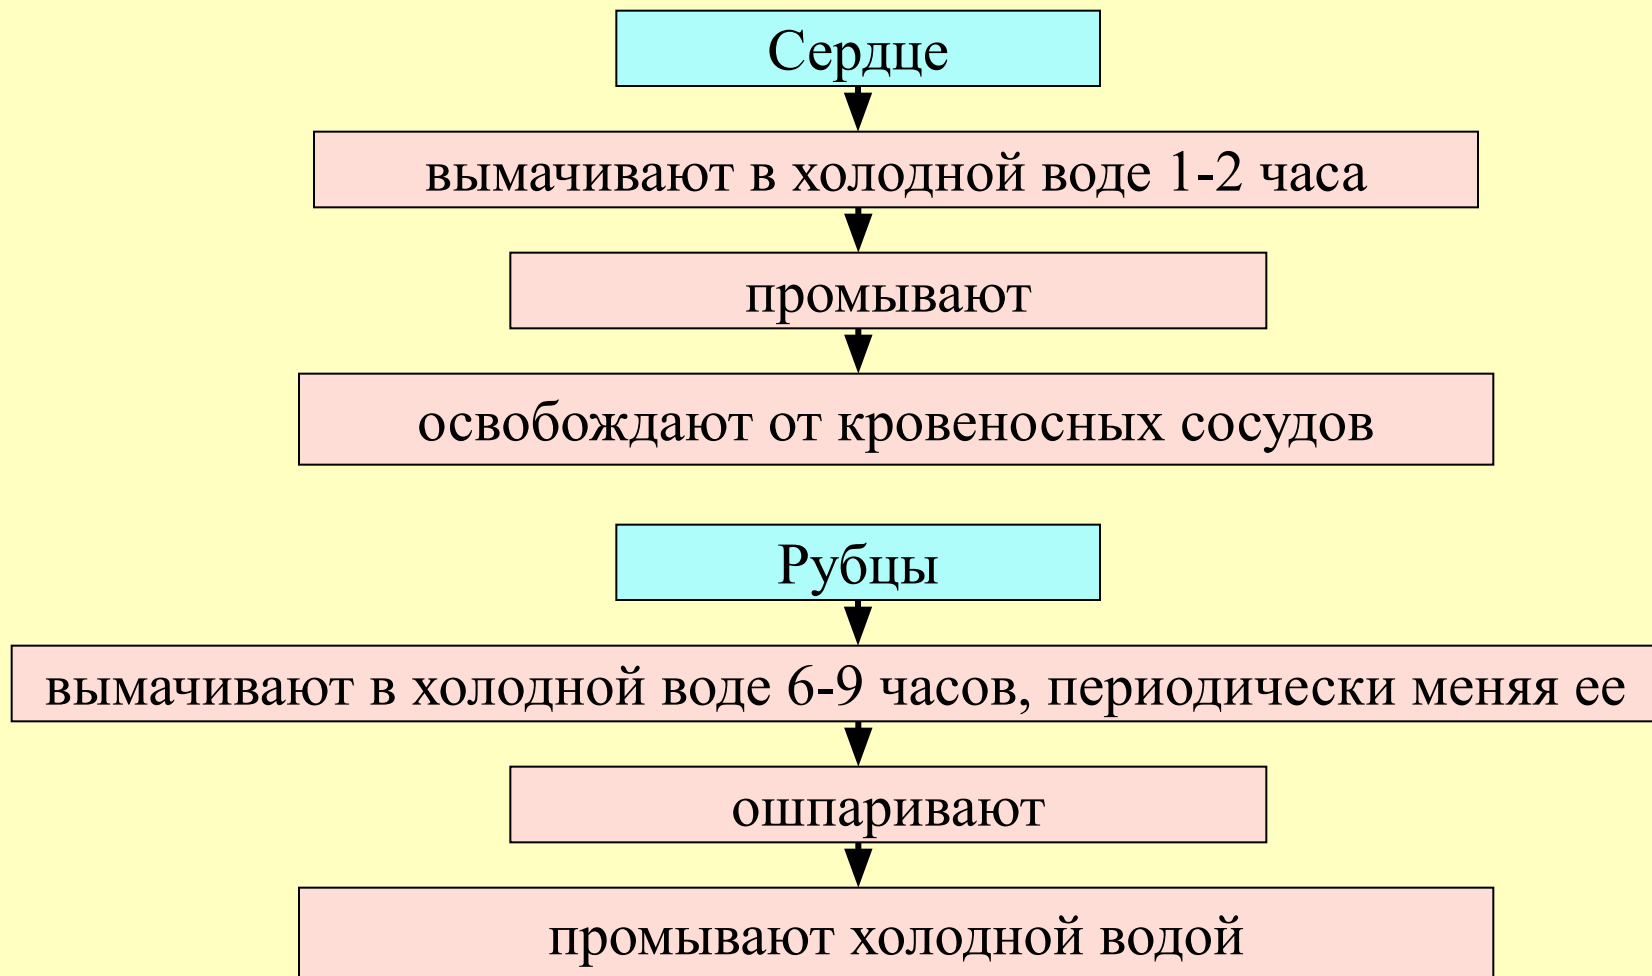 Сердце
вымачивают в холодной воде 1-2 часа
промывают
освобождают от кровеносных сосудов
Рубцы
вымачивают в холодной воде 6-9 часов, периодически меняя ее
ошпаривают
промывают холодной водой